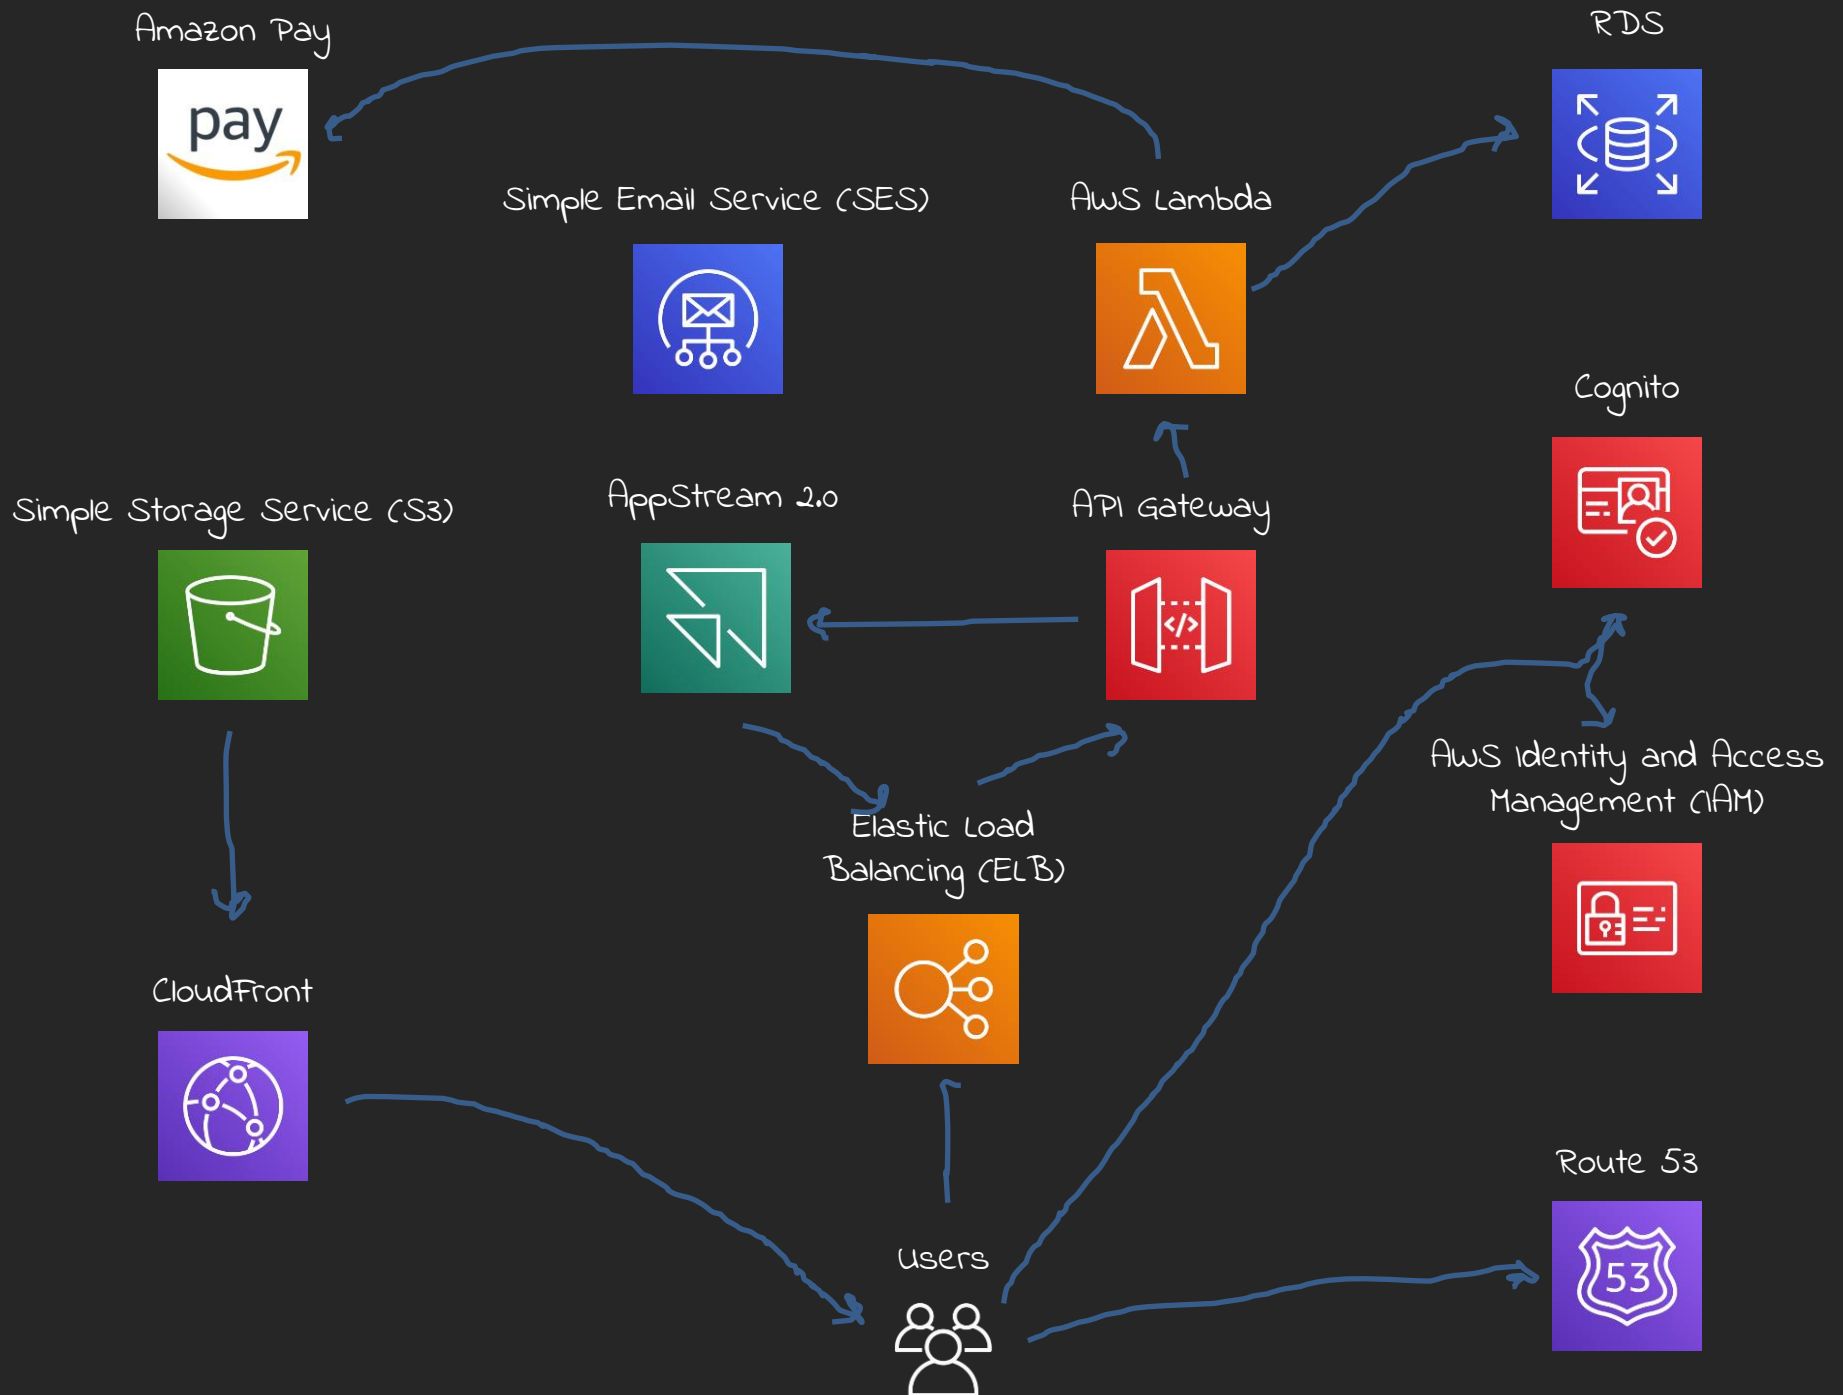 Amazon Pay
pay
RDS
Simple Email Service (SES)
AWS Lambda
Cognito
Simple Storage Service (S3)
AppStream 2.0
API Gateway
</>
AWS Identity and Access
Management (IAM)
Elastic Load
Balancing (ELB)
CloudFront
Route 53
53
Users